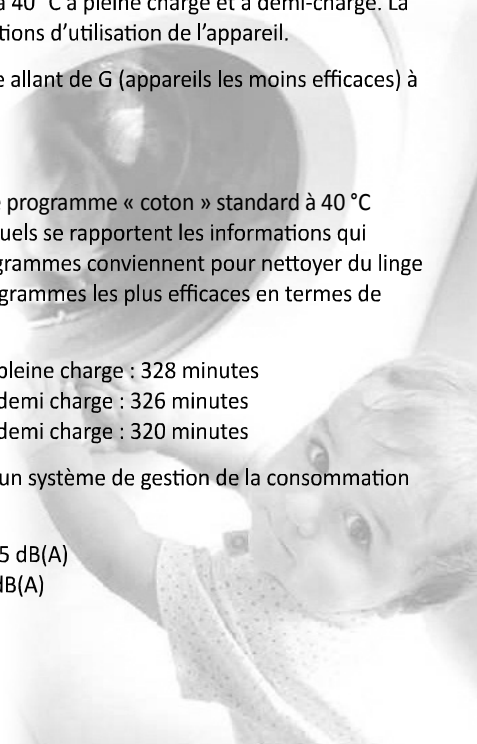 à 40 °C à pleine charge et à demi-charge. La
tions d'utilisation de l'appareil.
e allant de G (appareils les moins efficaces) à
e programme « coton » standard à 40 °C
uels se rapportent les informations qui
grammes conviennent pour nettoyer du linge
ogrammes les plus efficaces en termes de
pleine charge : 328 minutes
demi charge : 326 minutes
demi charge : 320 minutes
un système de gestion de la consommation
5 dB(A)
dB(A)